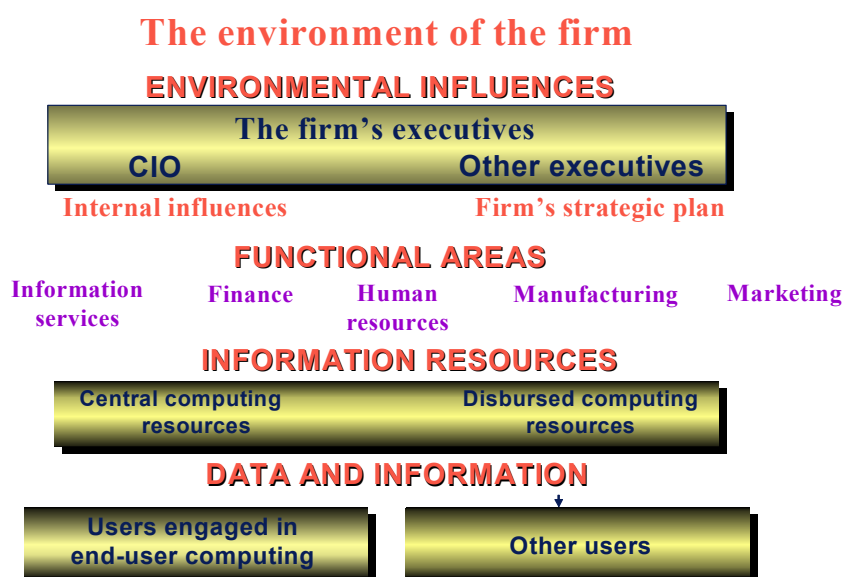 The environment of the firm
ENVIRONMENTAL INFLUENCES
The firm's executives
CIO Other executives
Internal influences Firm's strategic plan
FUNCTIONAL AREAS
Information services Finance Human resources Manufacturing Marketing
INFORMATION RESOURCES
Central computing resources Disbursed computing resources
DATA AND INFORMATION
Users engaged in end-user computing Other users